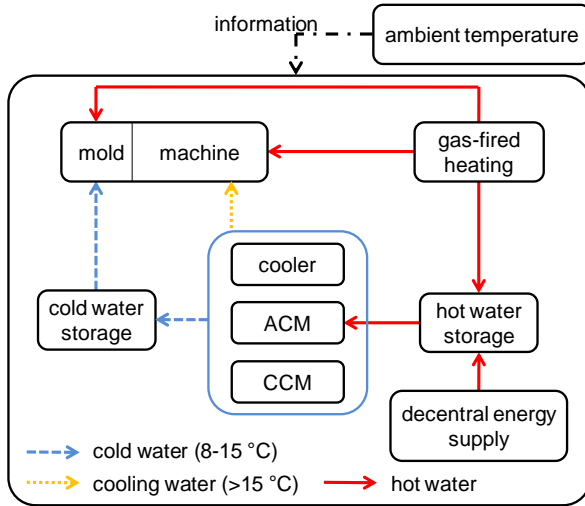 information
ambient temperature
mold
machine
gas-fired
heating
cooler
cold water
storage
ACM
hot water
storage
CCM
decentral energy
supply
cold water (8-15 °C)
cooling water (>15 °C)
hot water